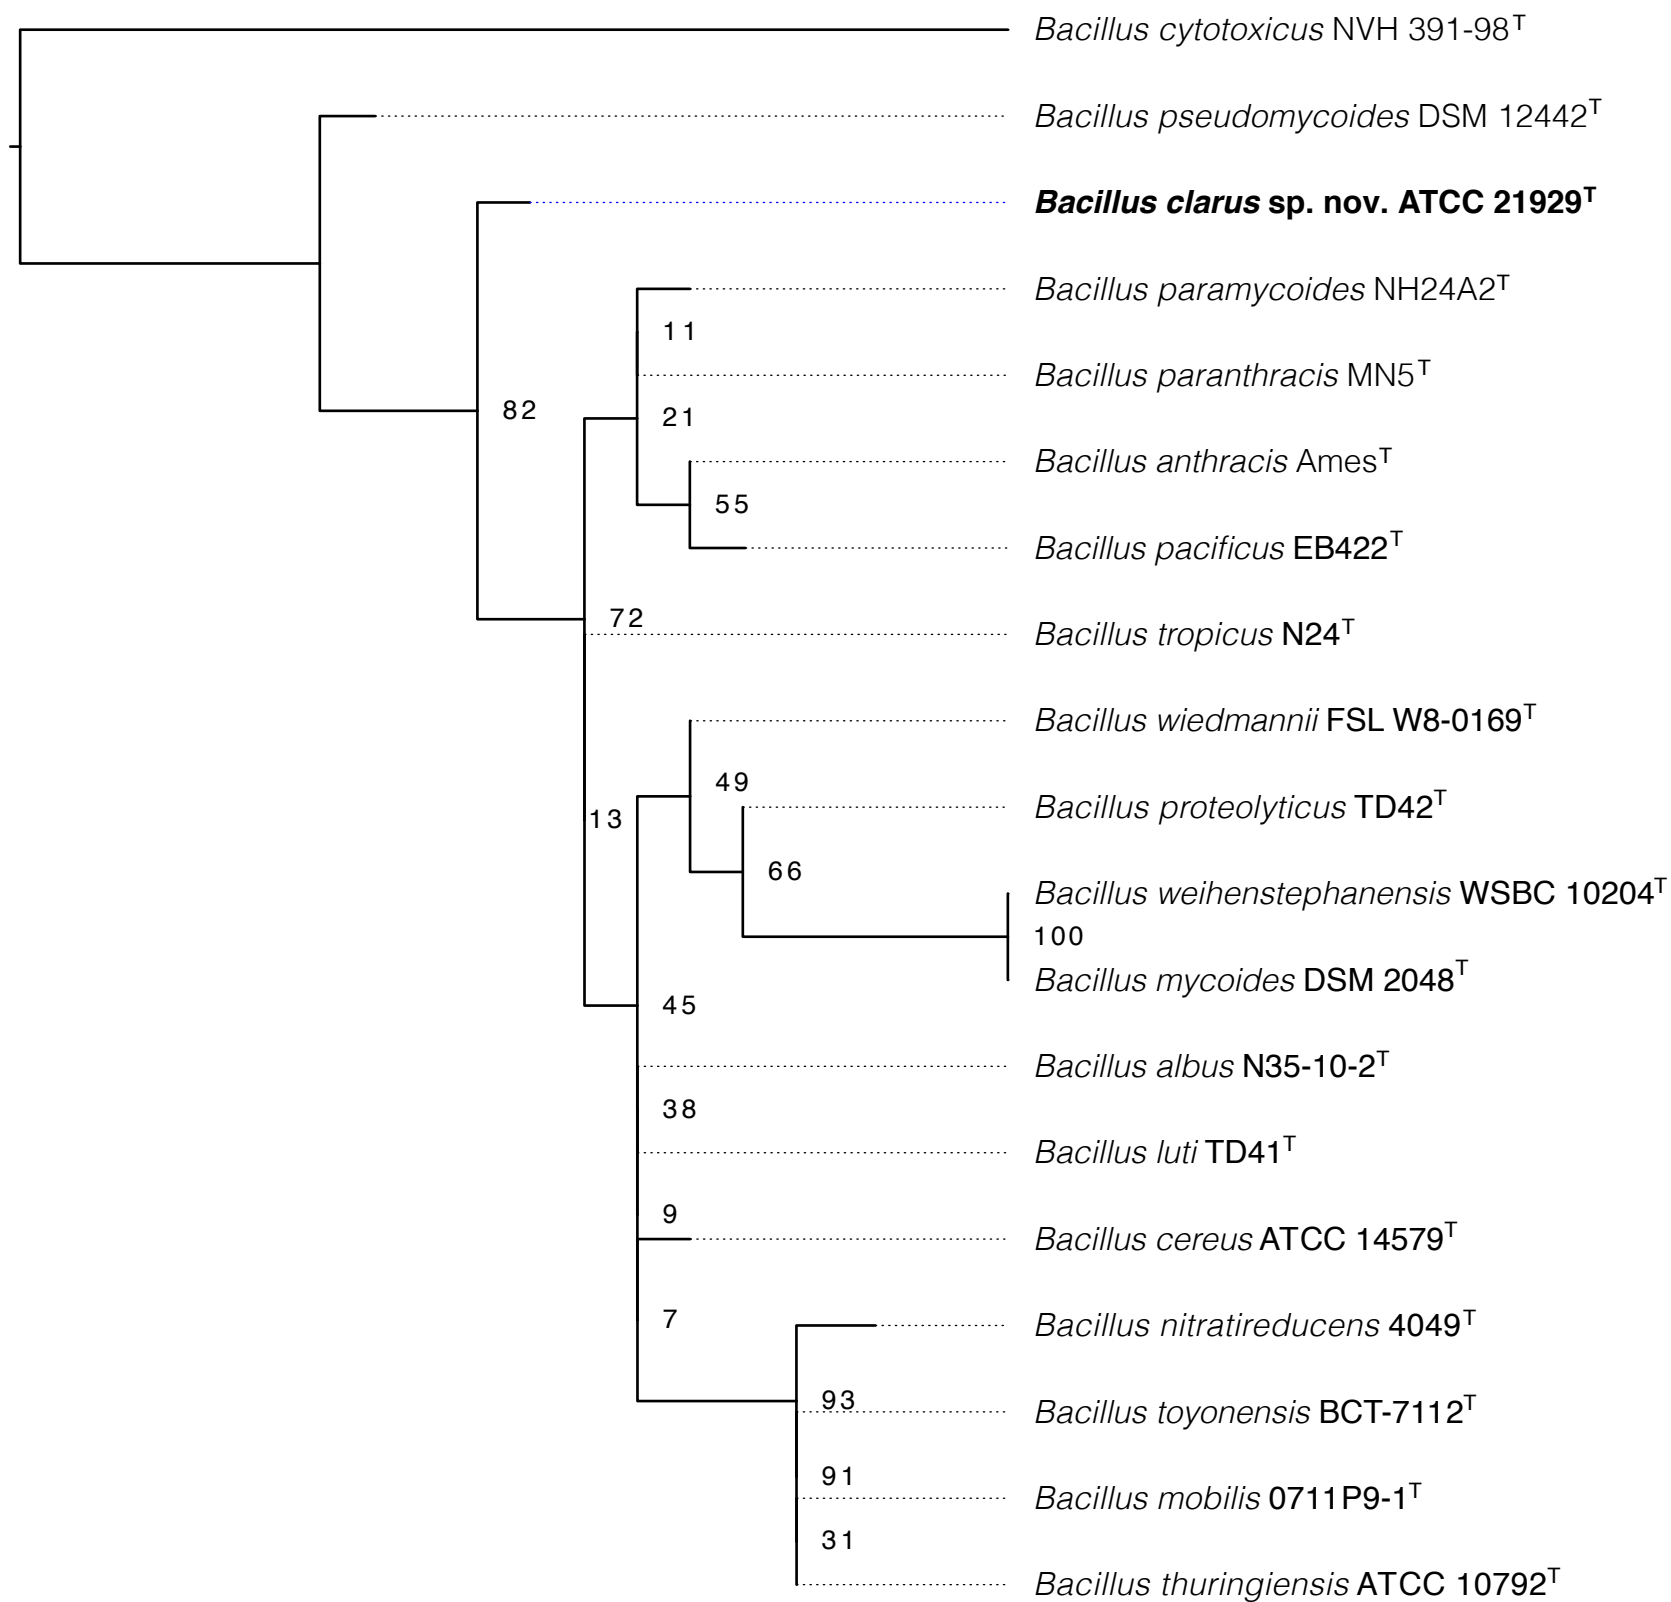 Bacillus cytotoxicus NVH 391-98ᵀ
Bacillus pseudomycoides DSM 12442ᵀ
Bacillus clarus sp. nov. ATCC 21929ᵀ
Bacillus paramycoides NH24A2ᵀ
11
Bacillus paranthracis MN5ᵀ
82
21
Bacillus anthracis Amesᵀ
55
Bacillus pacificus EB422ᵀ
72
Bacillus tropicus N24ᵀ
Bacillus wiedmannii FSL W8-0169ᵀ
49
Bacillus proteolyticus TD42ᵀ
13
66
Bacillus weihenstephanensis WSBC 10204ᵀ
100
Bacillus mycoides DSM 2048ᵀ
45
Bacillus albus N35-10-2ᵀ
38
Bacillus luti TD41ᵀ
9
Bacillus cereus ATCC 14579ᵀ
7
Bacillus nitratireducens 4049ᵀ
93
Bacillus toyonensis BCT-7112ᵀ
91
Bacillus mobilis 0711P9-1ᵀ
31
Bacillus thuringiensis ATCC 10792ᵀ